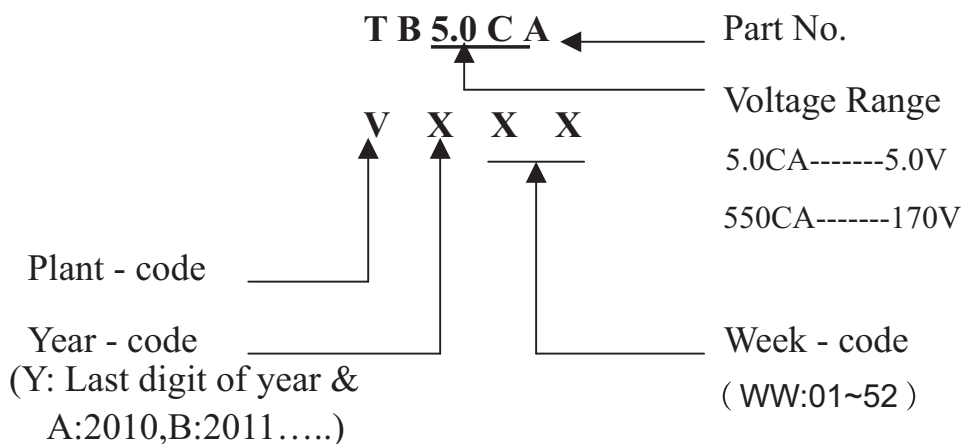 T B 5.0 C A
Part No.
Voltage Range
V X X X
5.0CA-------5.0V
550CA-------170V
Plant - code
Year - code
Week - code
(Y: Last digit of year &
（WW:01~52）
A:2010,B:2011…..)